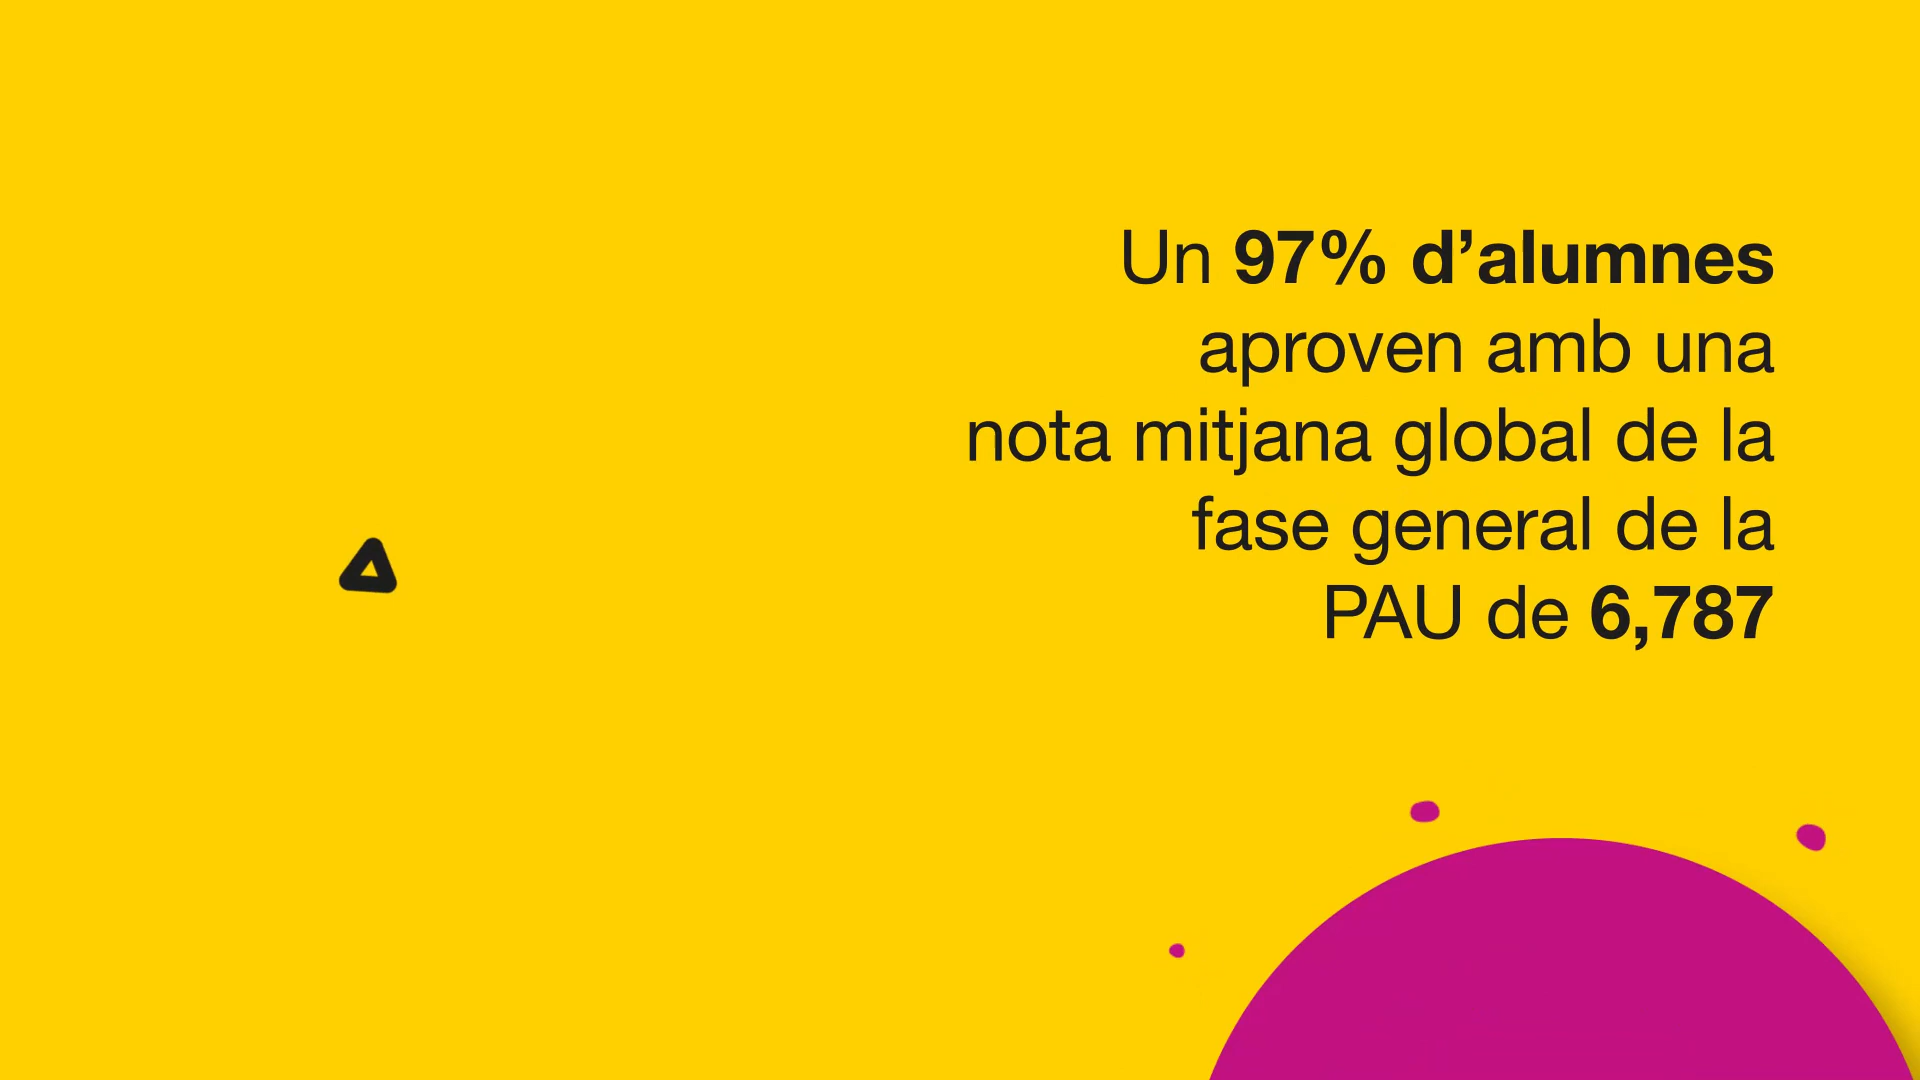 Un 97% d’alumnes
aproven amb una
nota mitjana global de la
fase general de la
PAU de 6,787